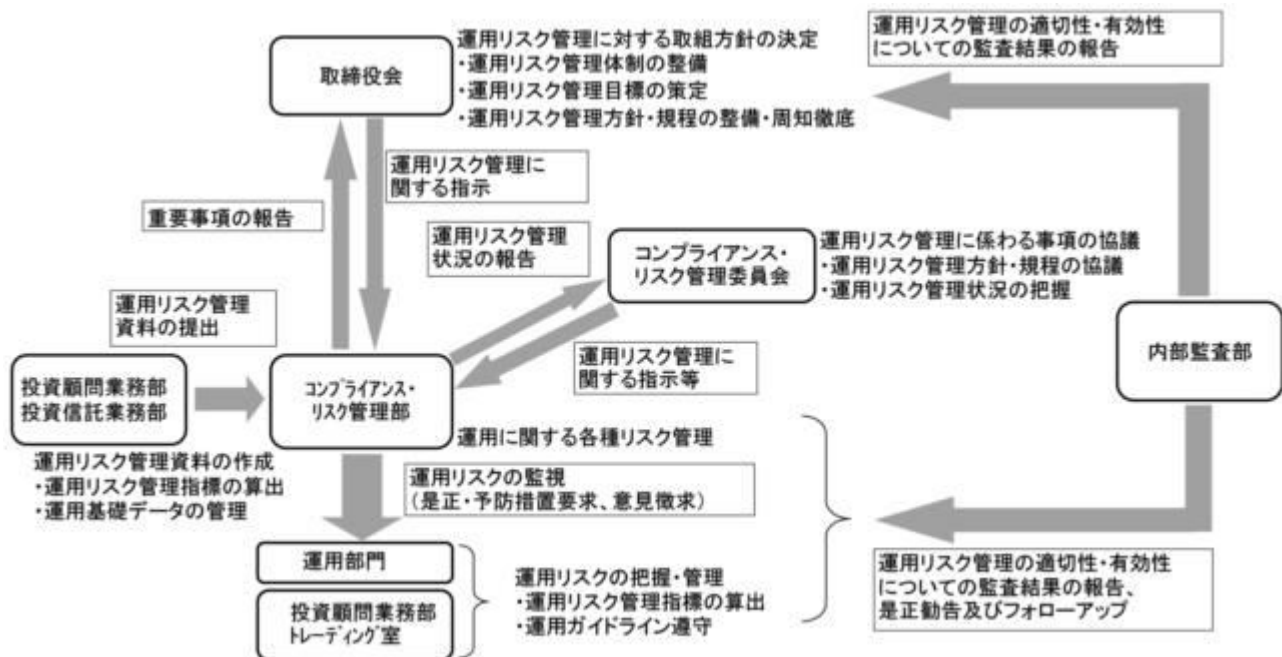 取締役会
運用リスク管理に対する取組方針の決定
・運用リスク管理体制の整備
・運用リスク管理目標の策定
・運用リスク管理方針・規程の整備・周知徹底
運用リスク管理の適切性・有効性
についての監査結果の報告
運用リスク管理に
関する指示
重要事項の報告
運用リスク管理
状況の報告
コンプライアンス・
リスク管理委員会
運用リスク管理に係わる事項の協議
・運用リスク管理方針・規程の協議
・運用リスク管理状況の把握
運用リスク管理
資料の提出
内部監査部
運用リスク管理に
関する指示等
投資顧問業務部
投資信託業務部
コンプライアンス・
リスク管理部
運用に関する各種リスク管理
運用リスク管理資料の作成
・運用リスク管理指標の算出
・運用基礎データの管理
運用リスクの監視
（是正・予防措置要求、意見徴求）
運用部門
投資顧問業務部
トレーディング室
運用リスクの把握・管理
・運用リスク管理指標の算出
・運用ガイドライン遵守
運用リスク管理の適切性・有効性
についての監査結果の報告、
是正勧告及びフォローアップ